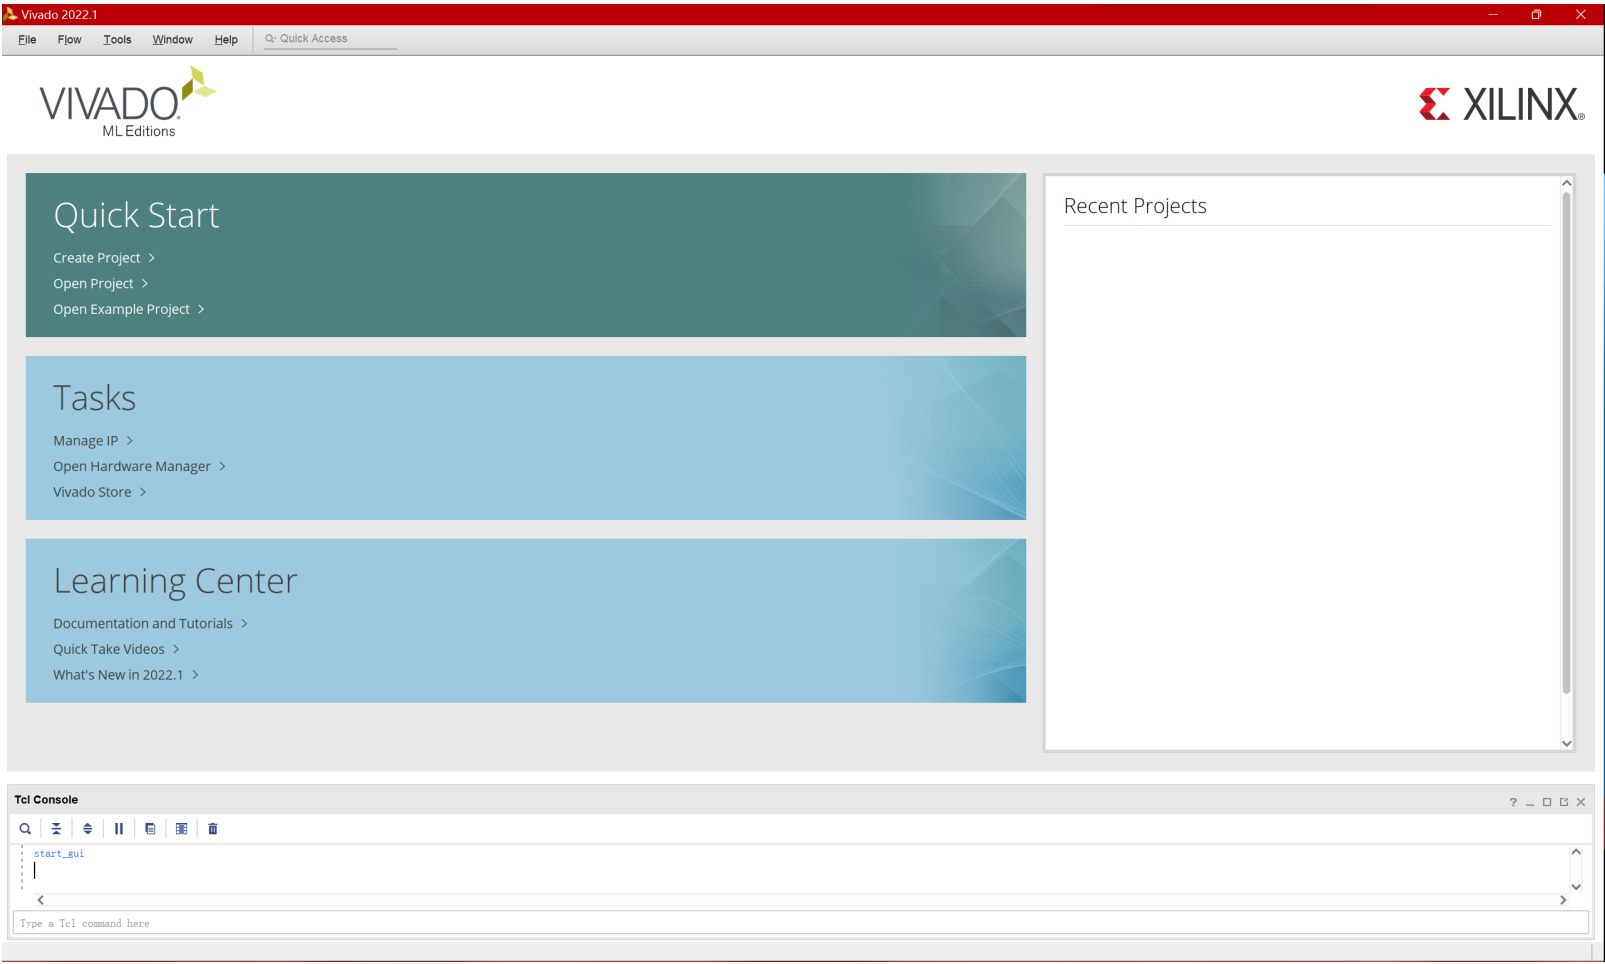 Vivado 2022.1
File Flow Tools Window Help Quick Access
VIVADO.
ML Editions
XILINX®
Quick Start
Create Project >
Open Project >
Open Example Project >
Recent Projects
Tasks
Manage IP >
Open Hardware Manager >
Vivado Store >
Learning Center
Documentation and Tutorials >
Quick Take Videos >
What's New in 2022.1 >
Tcl Console
start_gui
Type a Tcl command here